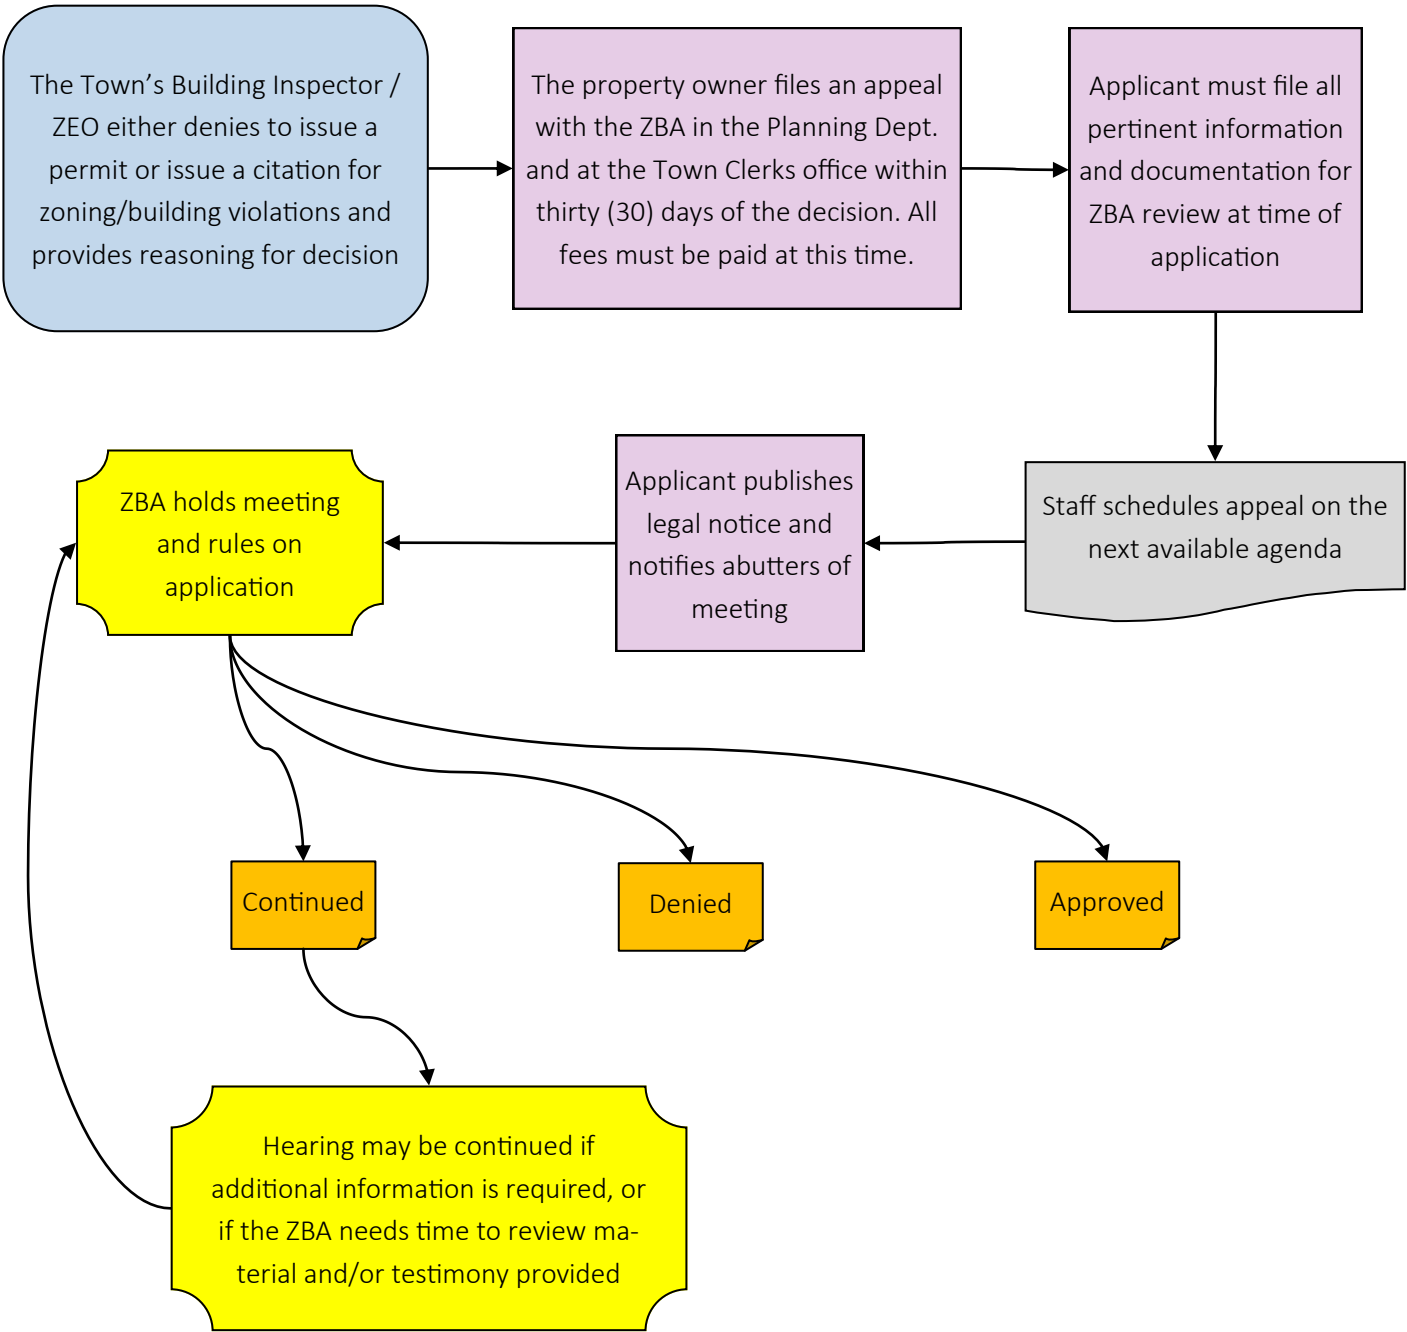 The Town’s Building Inspector /
ZEO either denies to issue a
permit or issue a citation for
zoning/building violations and
provides reasoning for decision
The property owner files an appeal
with the ZBA in the Planning Dept.
and at the Town Clerks office within
thirty (30) days of the decision. All
fees must be paid at this time.
Applicant must file all
pertinent information
and documentation for
ZBA review at time of
application
Staff schedules appeal on the
next available agenda
Applicant publishes
legal notice and
notifies abutters of
meeting
ZBA holds meeting
and rules on
application
Continued
Denied
Approved
Hearing may be continued if
additional information is required, or
if the ZBA needs time to review ma-
terial and/or testimony provided